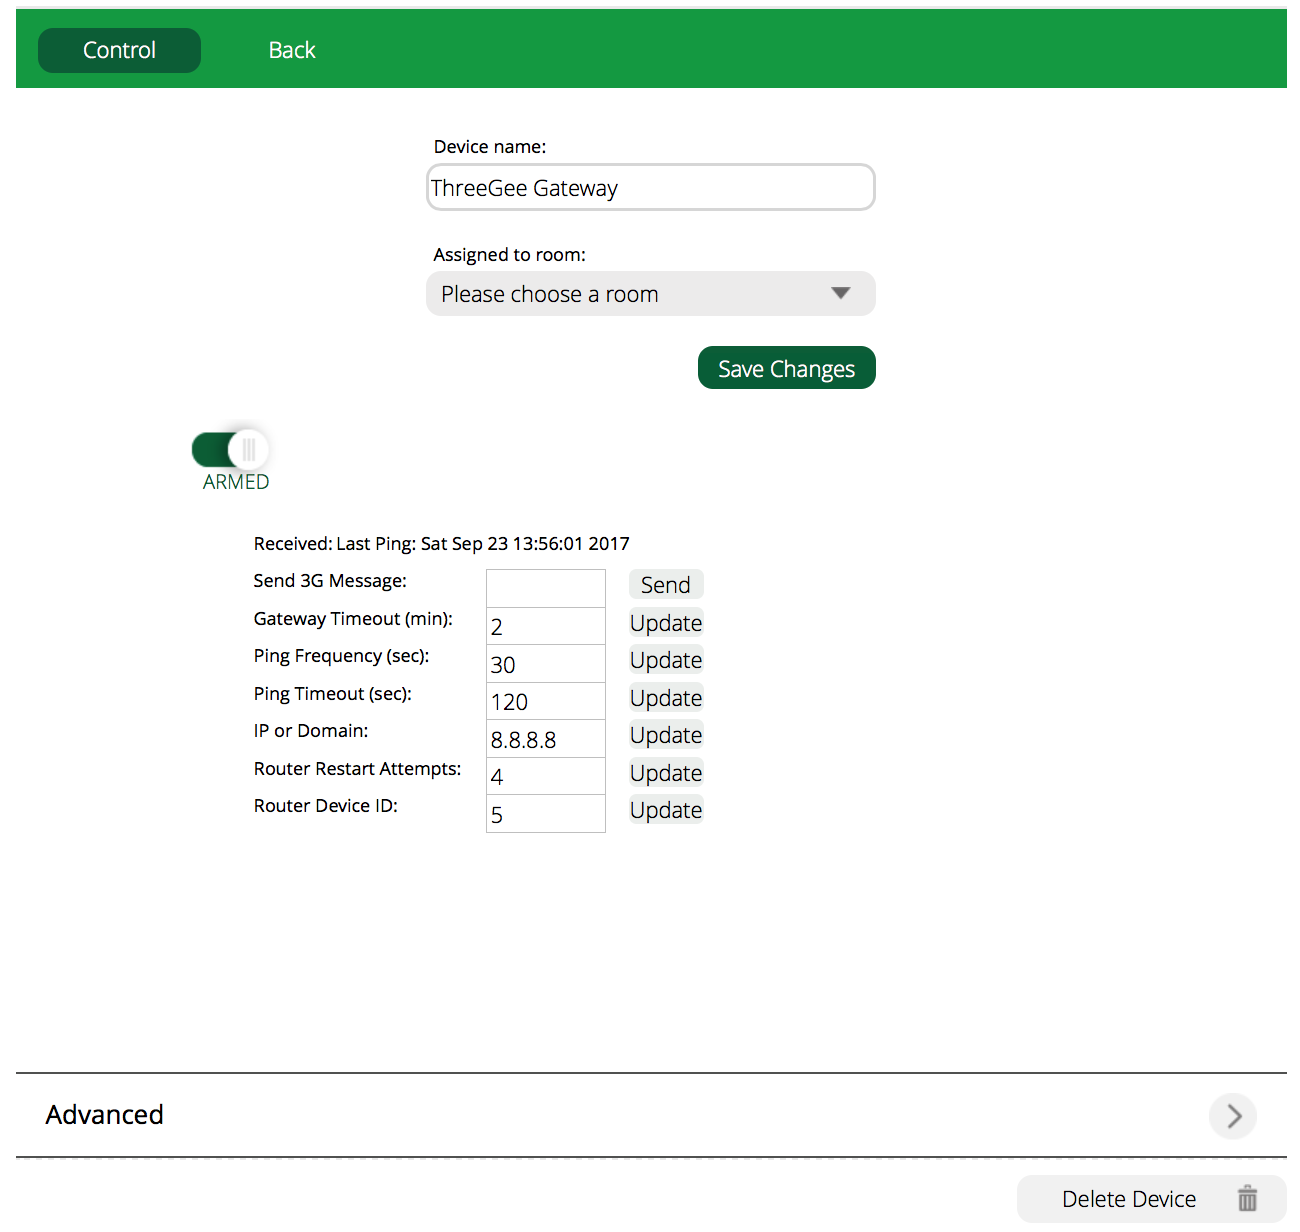 Control Back
Device name:
ThreeGee Gateway
Assigned to room:
Please choose a room
Save Changes
ARMED
Received: Last Ping: Sat Sep 23 13:56:01 2017
Send 3G Message: Send
Gateway Timeout (min): 2 Update
Ping Frequency (sec): 30 Update
Ping Timeout (sec): 120 Update
IP or Domain: 8.8.8.8 Update
Router Restart Attempts: 4 Update
Router Device ID: 5 Update
Advanced
Delete Device